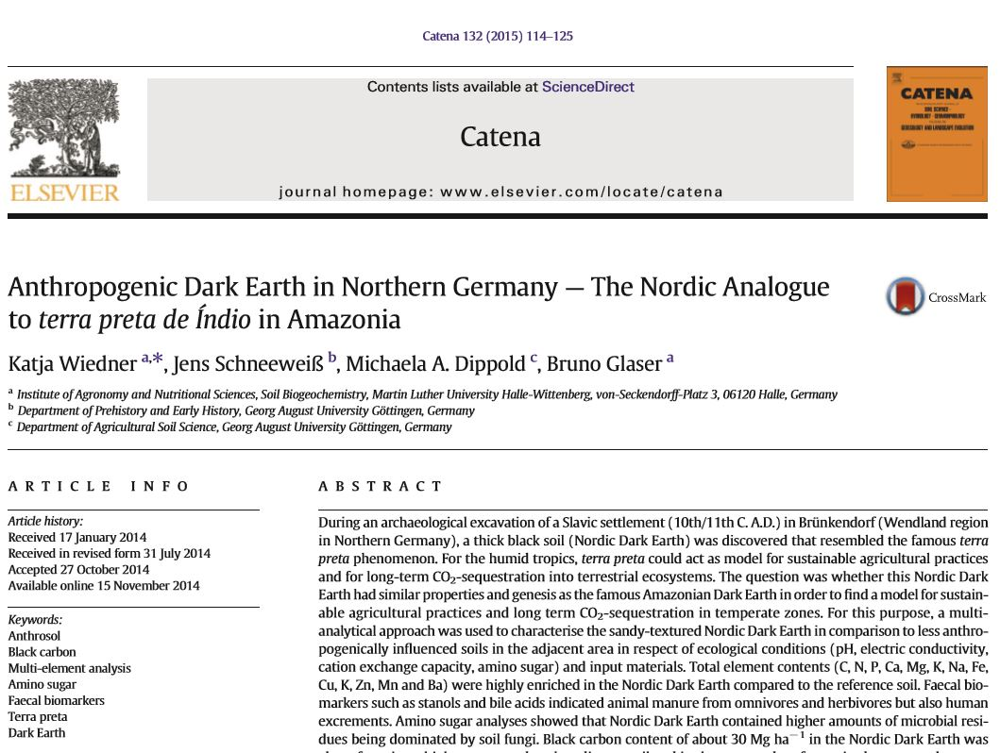 Catena 132 (2015) 114–125
Contents lists available at ScienceDirect
Catena
journal homepage: www.elsevier.com/locate/catena
ELSEVIER
CATENA
Anthropogenic Dark Earth in Northern Germany — The Nordic Analogue
to terra preta de Índio in Amazonia
CrossMark
Katja Wiedner a,*, Jens Schneeweiß b, Michaela A. Dippold c, Bruno Glaser a
a Institute of Agronomy and Nutritional Sciences, Soil Biogeochemistry, Martin Luther University Halle-Wittenberg, von-Seckendorff-Platz 3, 06120 Halle, Germany
b Department of Prehistory and Early History, Georg August University Göttingen, Germany
c Department of Agricultural Soil Science, Georg August University Göttingen, Germany
ARTICLE INFO
Article history:
Received 17 January 2014
Received in revised form 31 July 2014
Accepted 27 October 2014
Available online 15 November 2014
Keywords:
Anthrosol
Black carbon
Multi-element analysis
Amino sugar
Faecal biomarkers
Terra preta
Dark Earth
ABSTRACT
During an archaeological excavation of a Slavic settlement (10th/11th C. A.D.) in Brünkendorf (Wendland region
in Northern Germany), a thick black soil (Nordic Dark Earth) was discovered that resembled the famous terra
preta phenomenon. For the humid tropics, terra preta could act as model for sustainable agricultural practices
and for long-term CO₂-sequestration into terrestrial ecosystems. The question was whether this Nordic Dark
Earth had similar properties and genesis as the famous Amazonian Dark Earth in order to find a model for sustain-
able agricultural practices and long term CO₂-sequestration in temperate zones. For this purpose, a multi-
analytical approach was used to characterise the sandy-textured Nordic Dark Earth in comparison to less anthro-
pogenically influenced soils in the adjacent area in respect of ecological conditions (pH, electric conductivity,
cation exchange capacity, amino sugar) and input materials. Total element contents (C, N, P, Ca, Mg, K, Na, Fe,
Cu, K, Zn, Mn and Ba) were highly enriched in the Nordic Dark Earth compared to the reference soil. Faecal bio-
markers such as stanols and bile acids indicated animal manure from omnivores and herbivores but also human
excrements. Amino sugar analyses showed that Nordic Dark Earth contained higher amounts of microbial resi-
dues being dominated by soil fungi. Black carbon content of about 30 Mg ha⁻¹ in the Nordic Dark Earth was